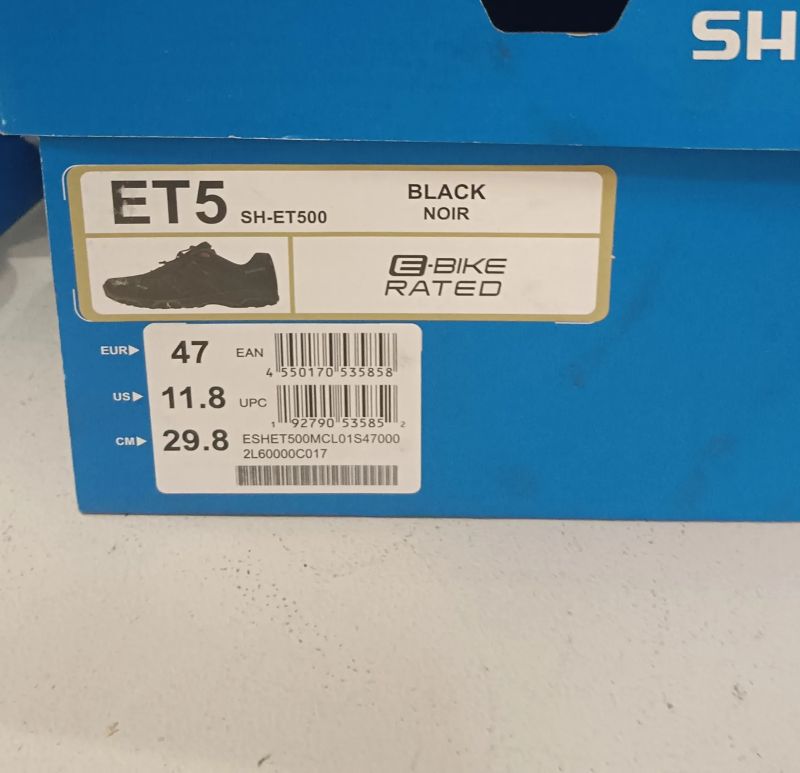 SH
ET5 SH-ET500 BLACK
NOIR
E-BIKE
RATED
EUR 47 EAN
4 550170 535858
US 11.8 UPC
1 92790 53585 2
CM 29.8 ESHET500MCL01S47000
2L60000C017